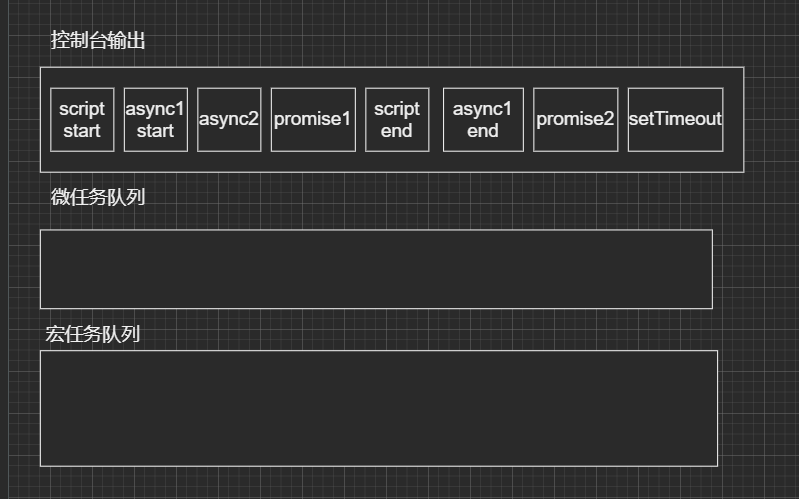 控制台输出
script
start
async1
start
async2
promise1
script
end
async1
end
promise2
setTimeout
微任务队列
宏任务队列